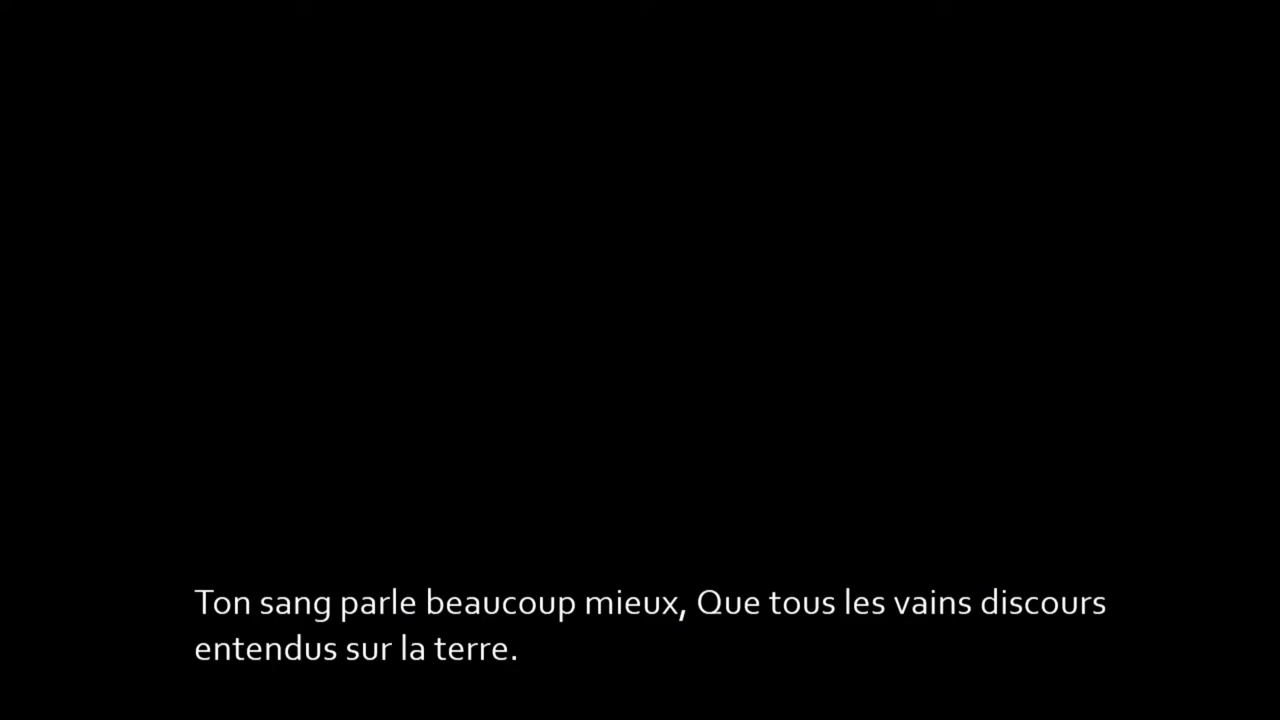 Ton sang parle beaucoup mieux, Que tous les vains discours
entendus sur la terre.